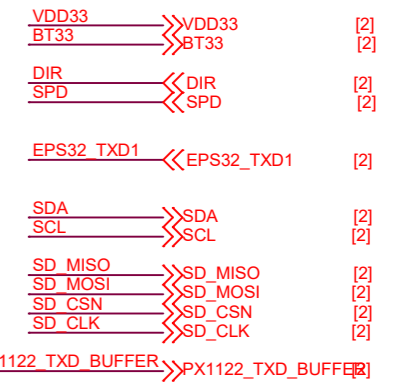 VDD33 VDD33 [2]
BT33 BT33 [2]
DIR DIR [2]
SPD SPD [2]
EPS32_TXD1 EPS32_TXD1 [2]
SDA SDA [2]
SCL SCL [2]
SD_MISO SD_MISO [2]
SD_MOSI SD_MOSI [2]
SD_CSN SD_CSN [2]
SD_CLK SD_CLK [2]
1122_TXD_BUFFER PX1122_TXD_BUFFER [2]